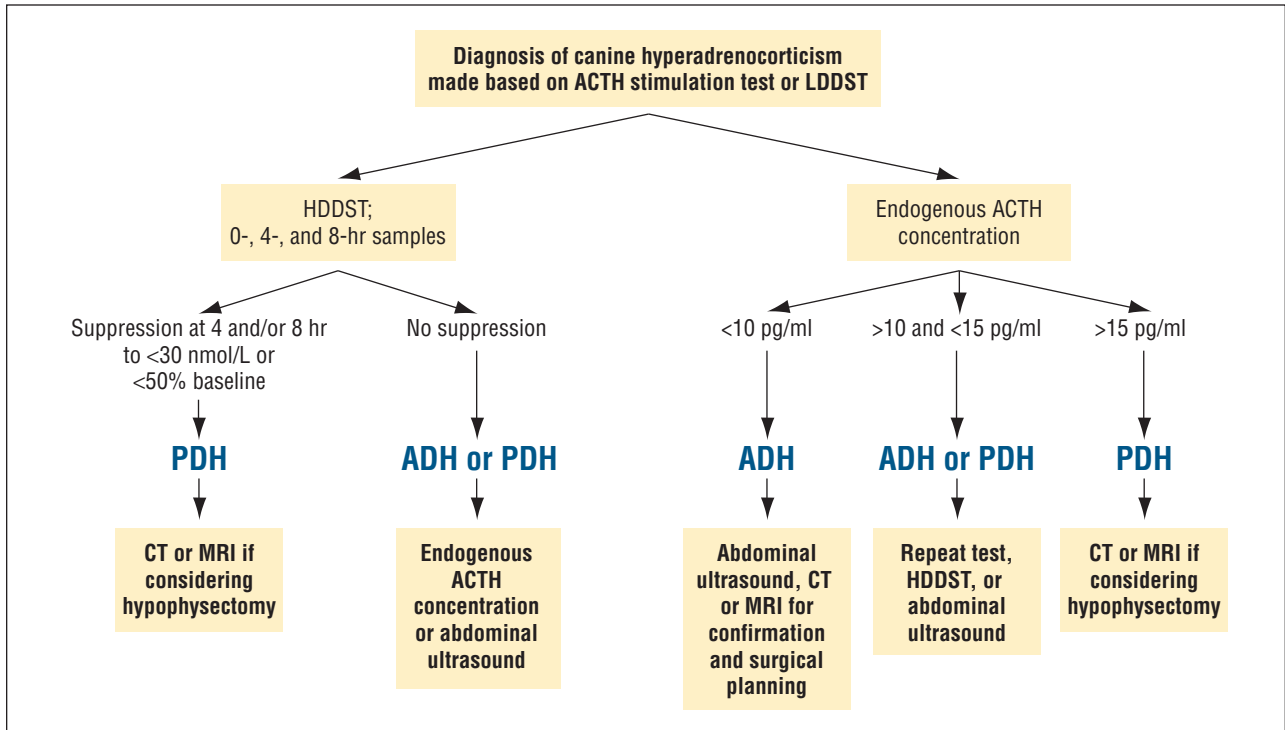 Diagnosis of canine hyperadrenocorticism
made based on ACTH stimulation test or LDDST
HDDST;
0-, 4-, and 8-hr samples
Endogenous ACTH
concentration
Suppression at 4 and/or 8 hr
to <30 nmol/L or
<50% baseline
No suppression
<10 pg/ml
>10 and <15 pg/ml
>15 pg/ml
PDH
ADH or PDH
ADH
ADH or PDH
PDH
CT or MRI if
considering
hypophysectomy
Endogenous
ACTH
concentration
or abdominal
ultrasound
Abdominal
ultrasound, CT
or MRI for
confirmation
and surgical
planning
Repeat test,
HDDST, or
abdominal
ultrasound
CT or MRI if
considering
hypophysectomy